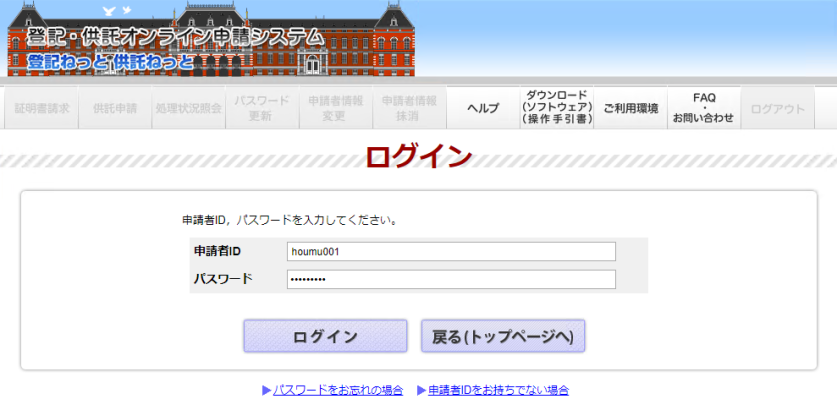 登記・供託オンライン申請システム
登記ねっと 供託ねっと
証明書請求
供託申請
処理状況照会
パスワード
更新
申請者情報
変更
申請者情報
抹消
ヘルプ
ダウンロード
(ソフトウェア)
(操作手引書)
ご利用環境
FAQ
・
お問い合わせ
ログアウト
ログイン
申請者ID，パスワードを入力してください。
申請者ID houmu001
パスワード •••••••••
ログイン 戻る(トップページへ)
▶パスワードをお忘れの場合 ▶申請者IDをお持ちでない場合